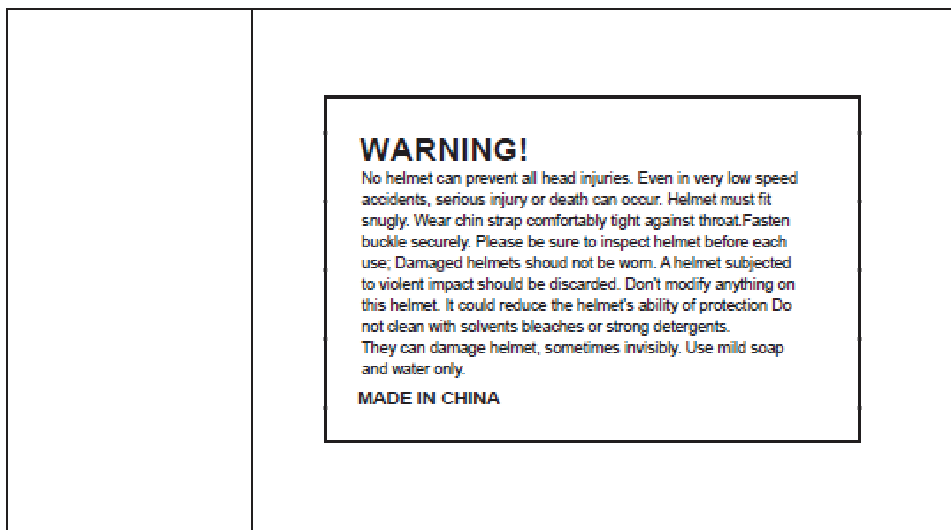 WARNING!
No helmet can prevent all head injuries. Even in very low speed
accidents, serious injury or death can occur. Helmet must fit
snugly. Wear chin strap comfortably tight against throat.Fasten
buckle securely. Please be sure to inspect helmet before each
use; Damaged helmets shoud not be worn. A helmet subjected
to violent impact should be discarded. Don't modify anything on
this helmet. It could reduce the helmet's ability of protection Do
not clean with solvents bleaches or strong detergents.
They can damage helmet, sometimes invisibly. Use mild soap
and water only.
MADE IN CHINA